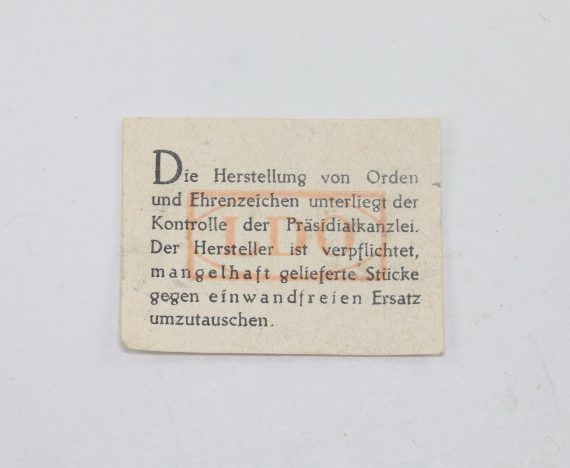 Die Herstellung von Orden
und Ehrenzeichen unterliegt der
Kontrolle der Präsidialkanzlei.
Der Hersteller ist verpflichtet,
mangelhaft gelieferte Stücke
gegen einwandfreien Ersatz
umzutauschen.
LDO